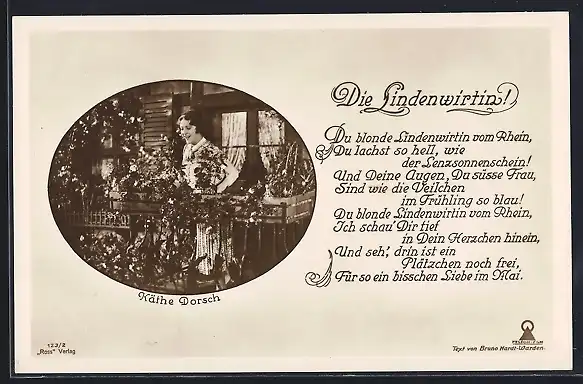 Die Lindenwirtin!
Du blonde Lindenwirtin vom Rhein,
Du lachst so hell, wie
der Lenzsonnenschein!
Und Deine Augen, Du süsse Frau,
Sind wie die Veilchen
im Frühling so blau!
Du blonde Lindenwirtin vom Rhein,
Ich schau' Dir tief
in Dein Herzchen hinein,
Und seh', drin ist ein
Plätzchen noch frei,
Für so ein bisschen Liebe im Mai.
Käthe Dorsch
123/2
„Ross" Verlag
Text von Bruno Hardt-Warden.